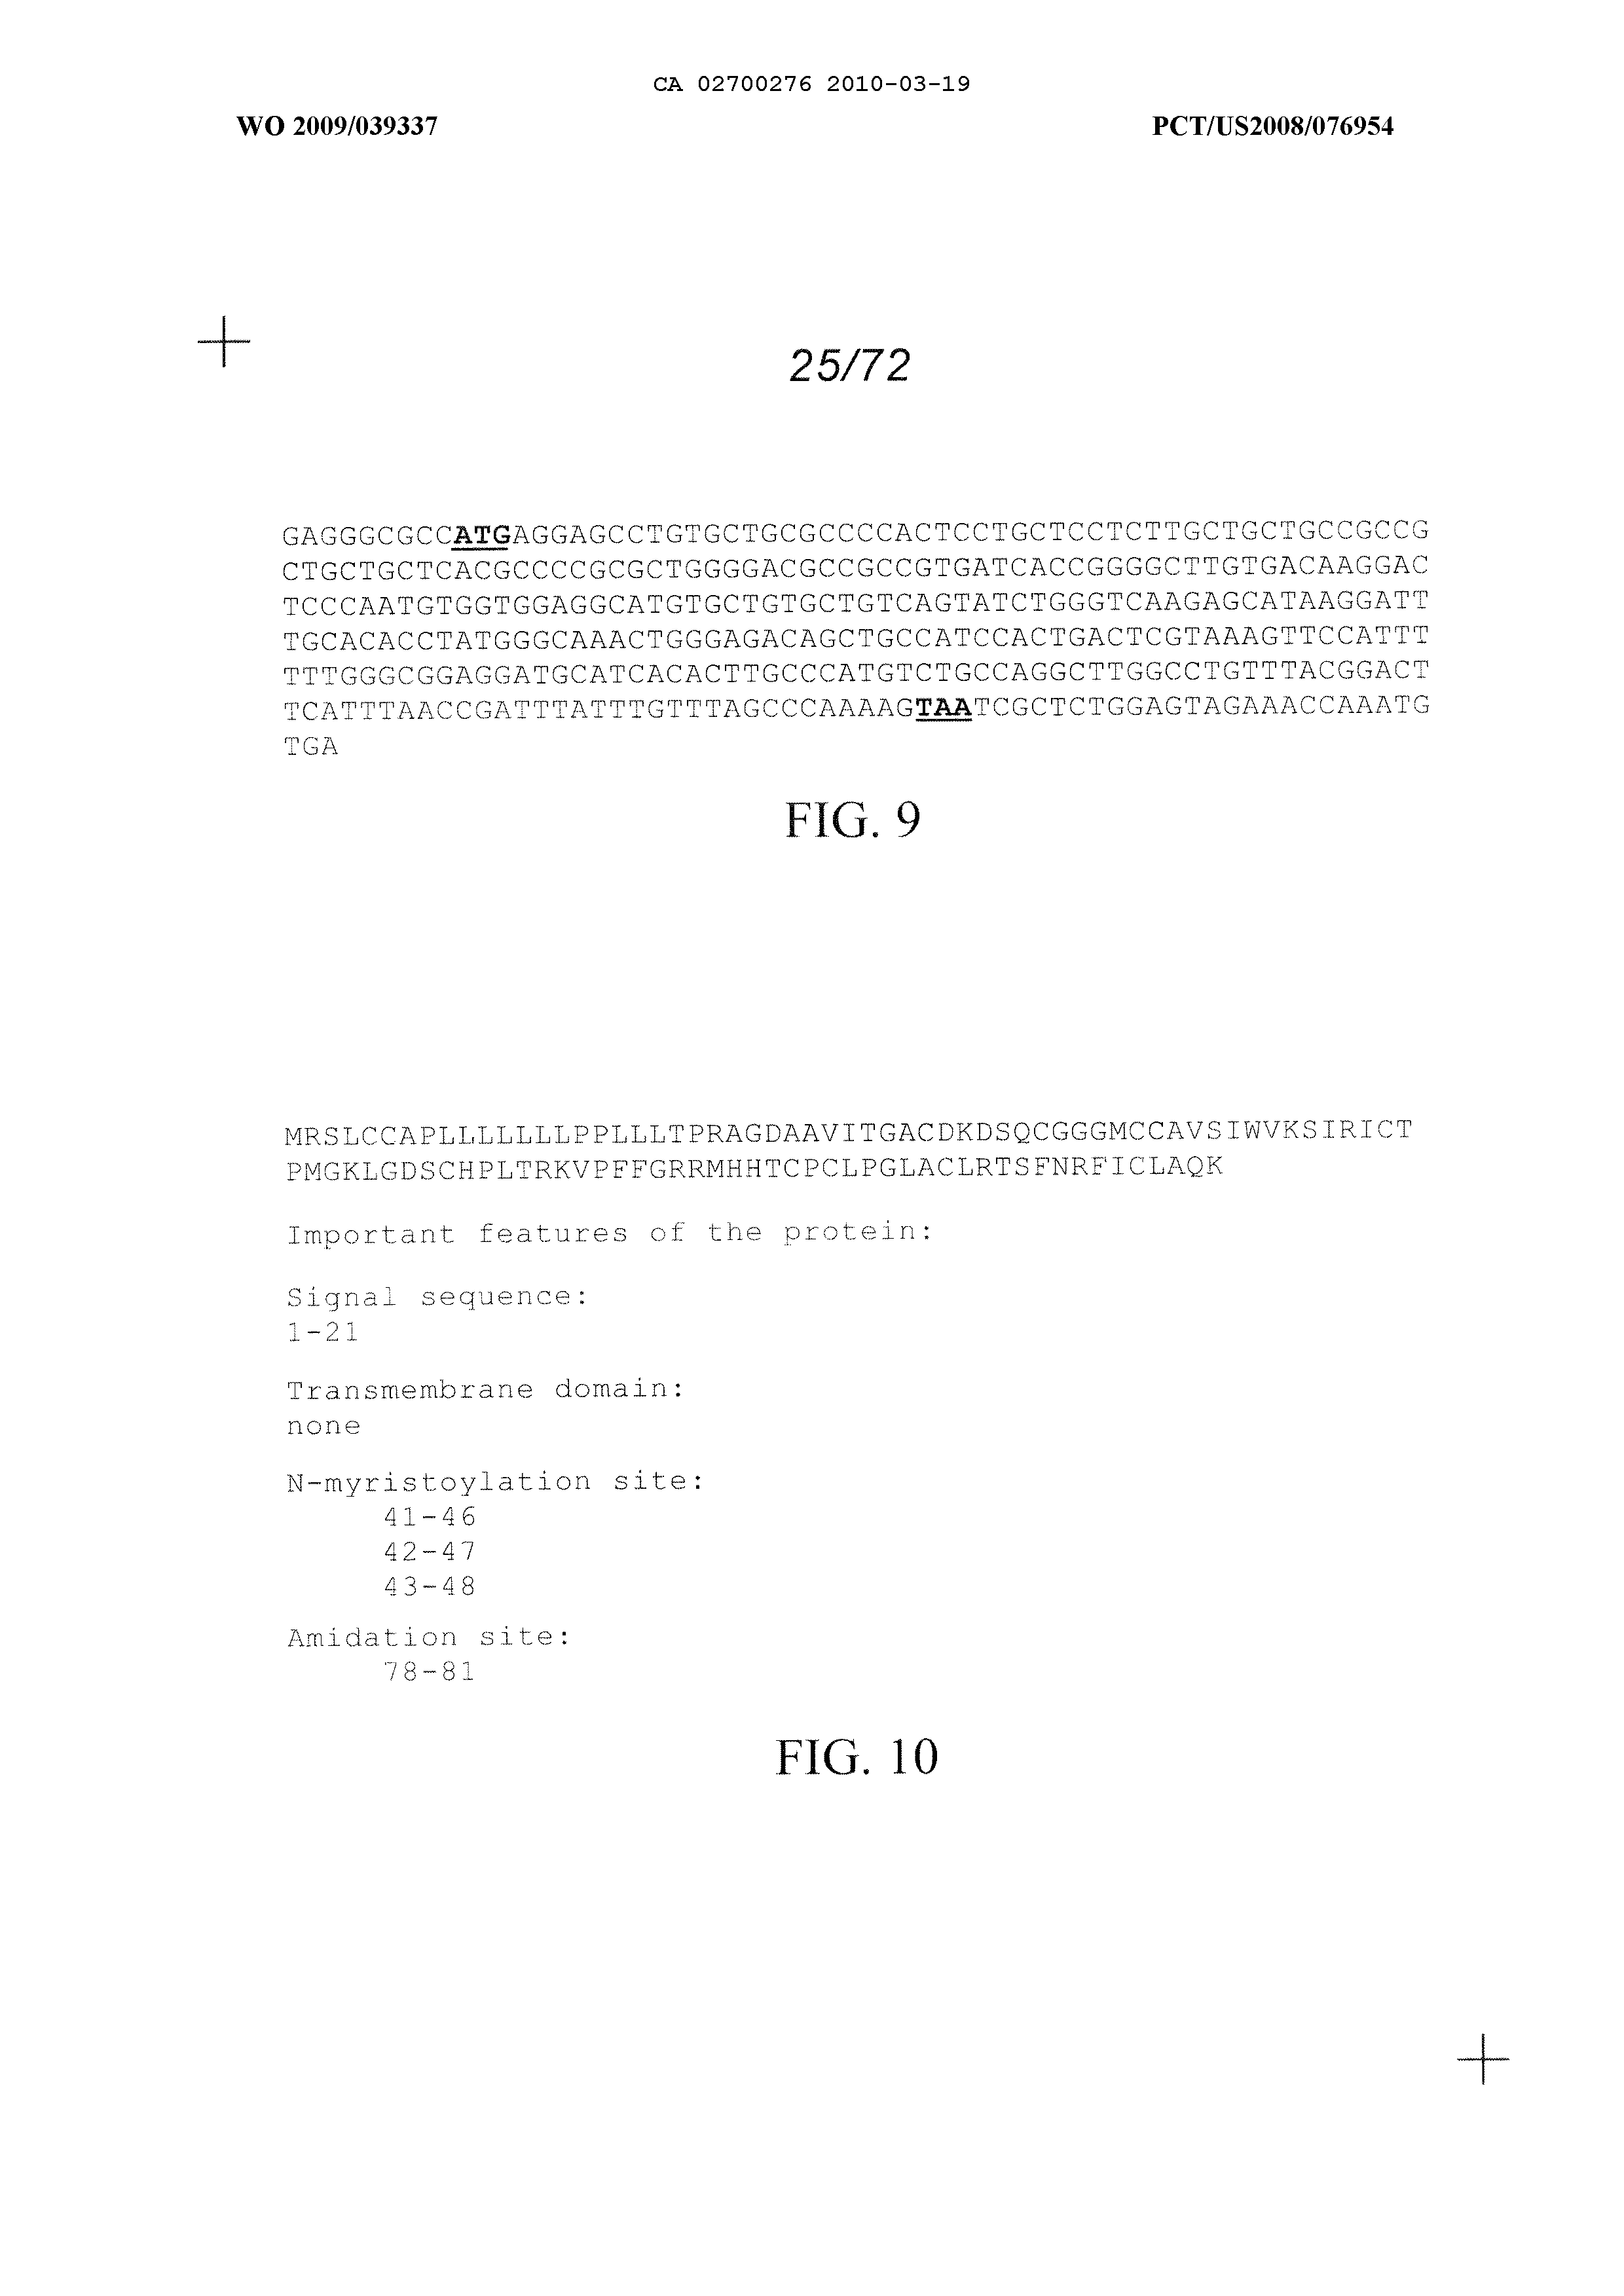 CA 02700276 2010-03-19
WO 2009/039337 PCT/US2008/076954
25/72
GAGGGCGCCATGAGGAGCCTGTGCTGCGCCCCACTCCTGCTCCTCTTGCTGCTGCCGCCG
CTGCTGCTCACGCCCCGCGCTGGGGACGCCGCCGTGATCACCGGGGCTTGTGACAAGGAC
TCCCAATGTGGTGGAGGCATGTGCTGTGCTGTCAGTATCTGGGTCAAGAGCATAAGGATT
TGCACACCTATGGGCAAACTGGGAGACAGCTGCCATCCACTGACTCGTAAAGTTCCATTT
TTTGGGCGGAGGATGCATCACACTTGCCCATGTCTGCCAGGCTTGGCCTGTTTACGGACT
TCATTTAACCGATTTATTTGTTTAGCCCAAAAGTAATCGCTCTGGAGTAGAAACCAAATG
TGA
FIG. 9
MRSLCCAPLLLLLLLPPLLLTPRAGDAAVITGACDKDSQCGGGMCCAVSIWVKSIRICT
PMGKLGDSCHPLTRKVPFFGRRMHHTCPCLPGLACLRTSFNRFICLAQK
Important features of the protein:
Signal sequence:
1-21
Transmembrane domain:
none
N-myristoylation site:
41-46
42-47
43-48
Amidation site:
78-81
FIG. 10